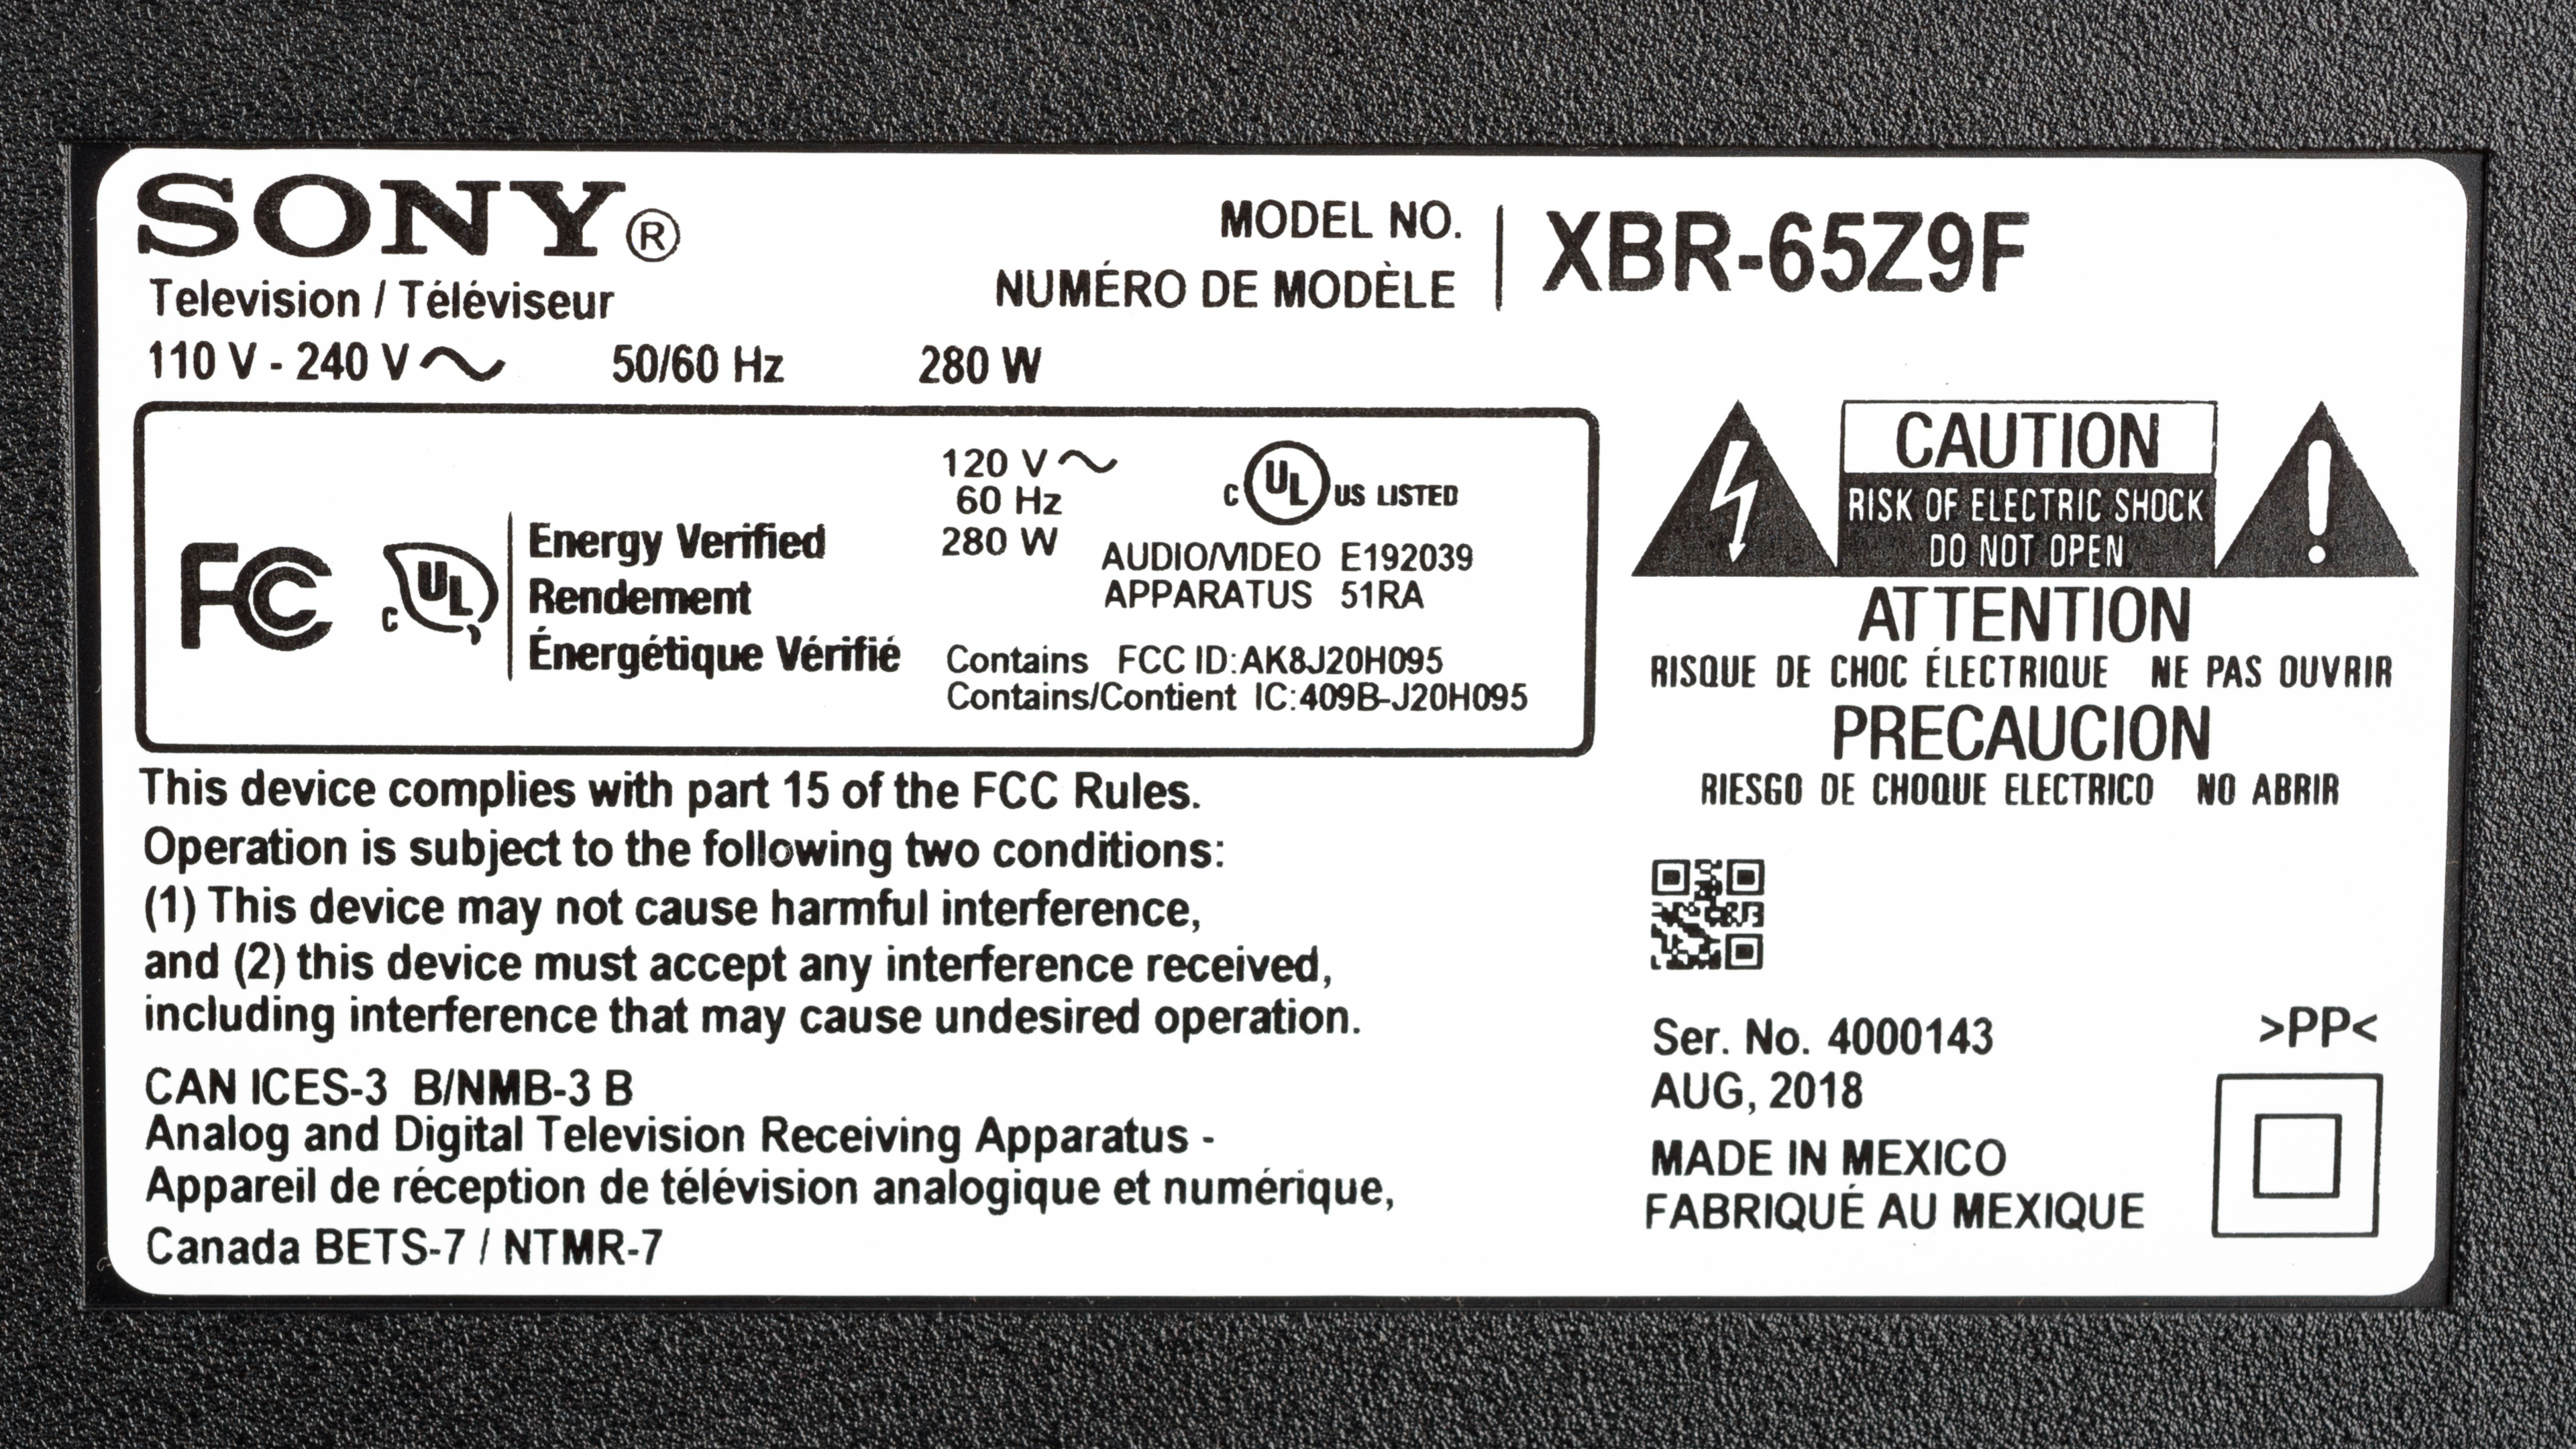 SONY®
Television / Téléviseur
MODEL NO.
NUMÉRO DE MODÈLE
XBR-65Z9F
110 V - 240 V ~ 50/60 Hz 280 W
FC
C UL
Energy Verified
Rendement
Énergétique Vérifié
120 V ~
60 Hz
280 W
C UL US LISTED
AUDIO/VIDEO E192039
APPARATUS 51RA
Contains FCC ID:AK8J20H095
Contains/Contient IC:409B-J20H095
CAUTION
RISK OF ELECTRIC SHOCK
DO NOT OPEN
ATTENTION
RISQUE DE CHOC ÉLECTRIQUE NE PAS OUVRIR
PRECAUCION
RIESGO DE CHOQUE ELECTRICO NO ABRIR
This device complies with part 15 of the FCC Rules.
Operation is subject to the following two conditions:
(1) This device may not cause harmful interference,
and (2) this device must accept any interference received,
including interference that may cause undesired operation.
CAN ICES-3 B/NMB-3 B
Analog and Digital Television Receiving Apparatus -
Appareil de réception de télévision analogique et numérique,
Canada BETS-7 / NTMR-7
Ser. No. 4000143
AUG, 2018
MADE IN MEXICO
FABRIQUÉ AU MEXIQUE
>PP<